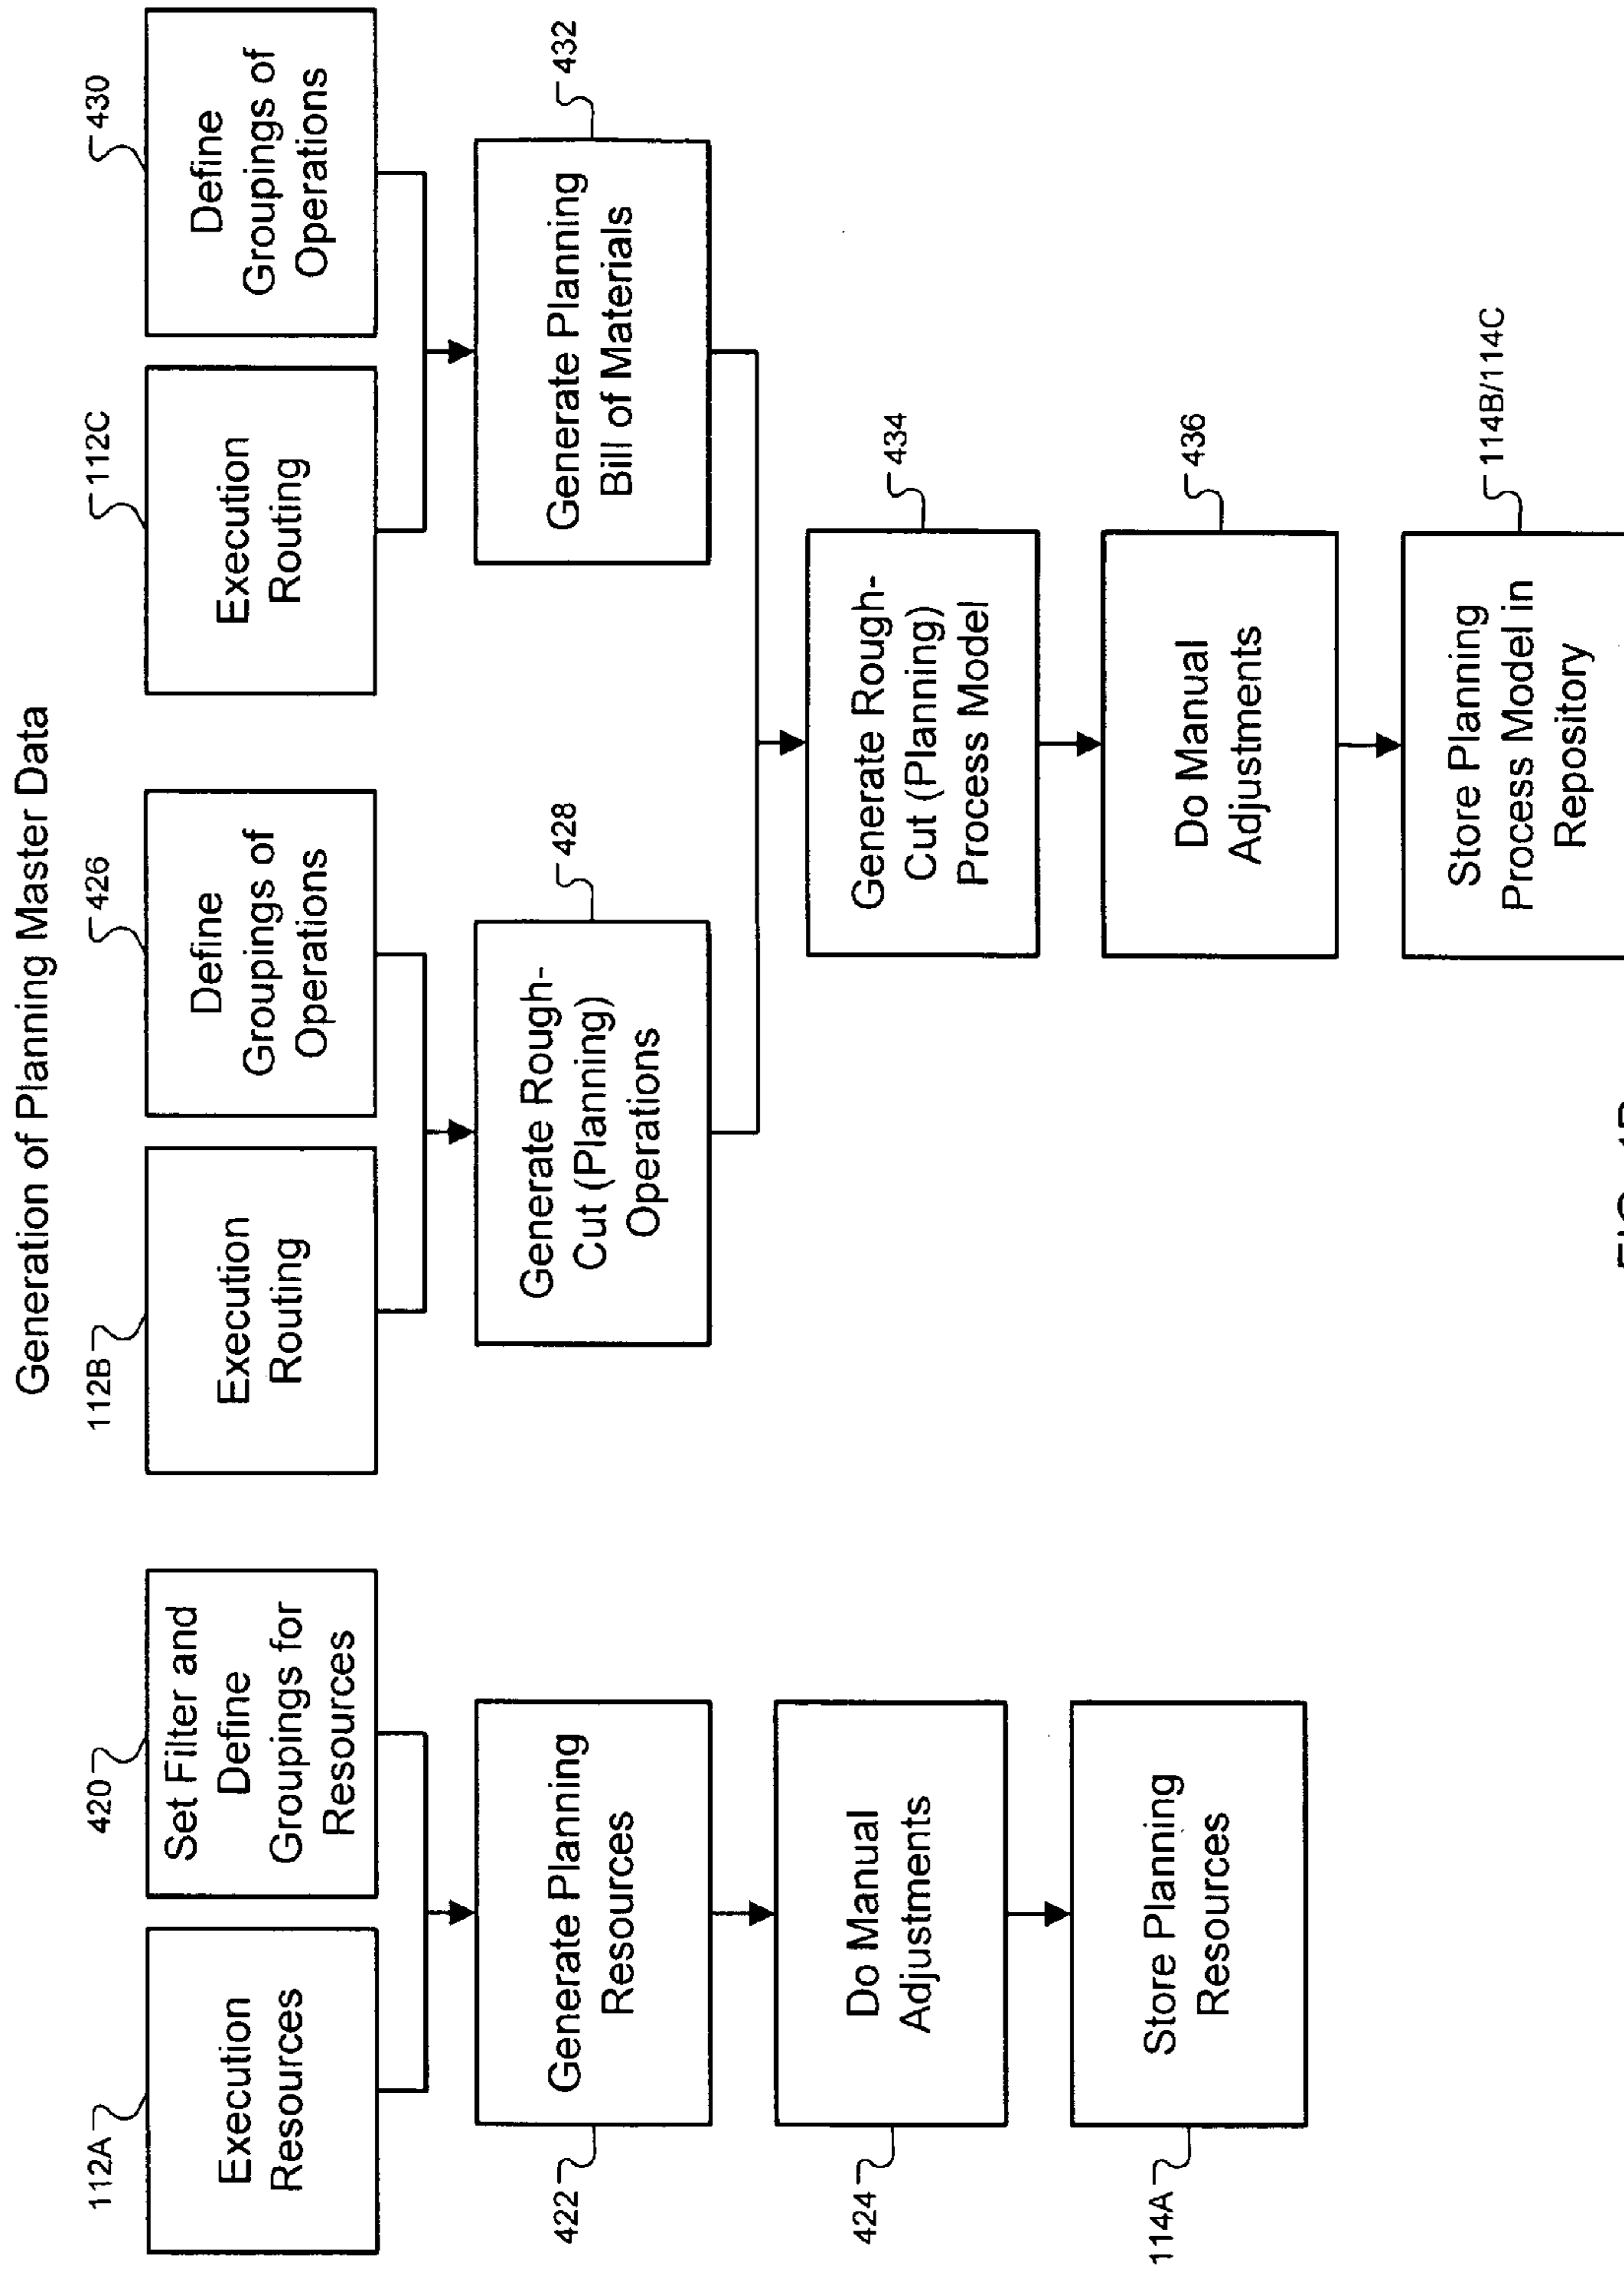 Generation of Planning Master Data
112A
Execution
Resources
420
Set Filter and
Define
Groupings for
Resources
422
Generate Planning
Resources
424
Do Manual
Adjustments
114A
Store Planning
Resources
112B
Execution
Routing
426
Define
Groupings of
Operations
428
Generate Rough-
Cut (Planning)
Operations
112C
Execution
Routing
430
Define
Groupings of
Operations
432
Generate Planning
Bill of Materials
434
Generate Rough-
Cut (Planning)
Process Model
436
Do Manual
Adjustments
114B/114C
Store Planning
Process Model in
Repository